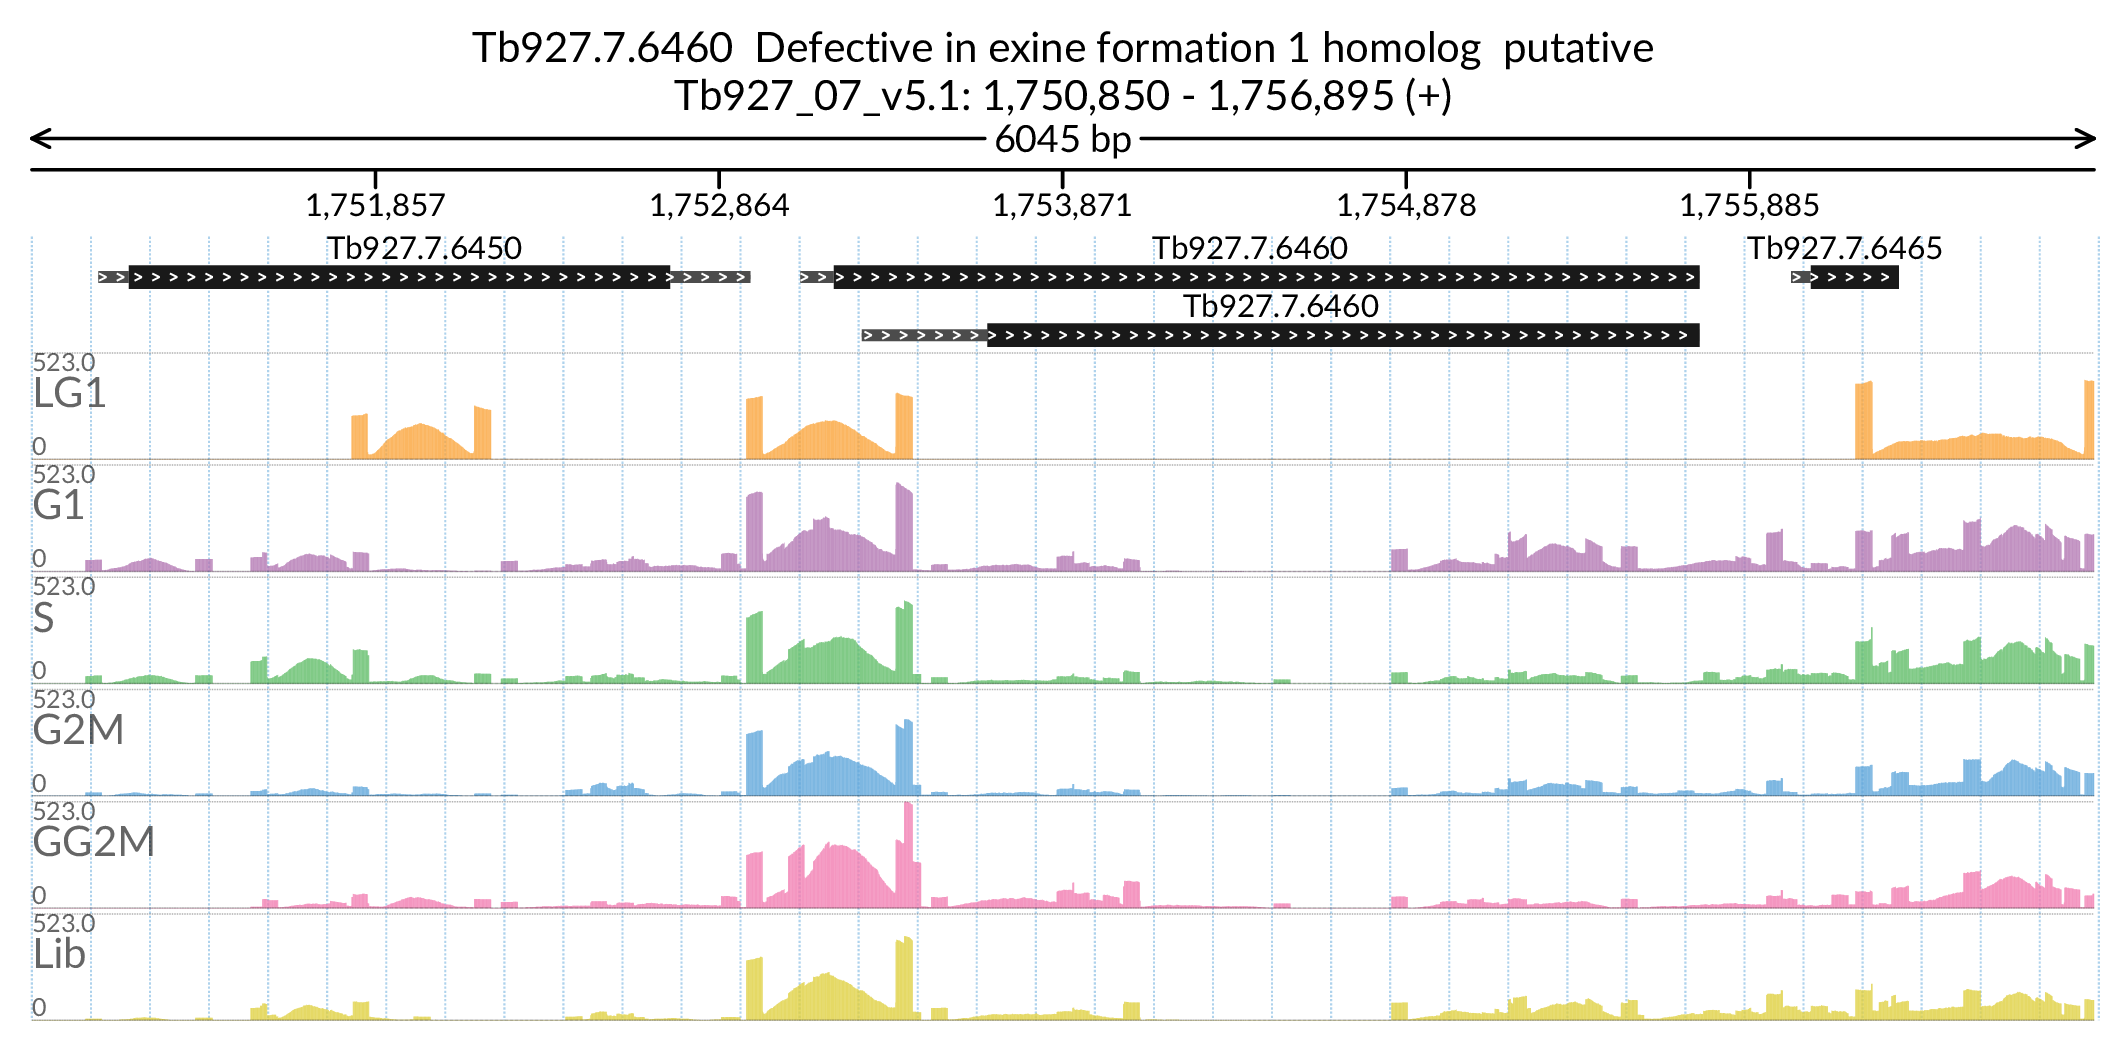 Tb927.7.6460  Defective in exine formation 1 homolog  putative
Tb927_07_v5.1: 1,750,850 - 1,756,895 (+)
6045 bp
1,751,857 1,752,864 1,753,871 1,754,878 1,755,885
Tb927.7.6450 Tb927.7.6460 Tb927.7.6465
Tb927.7.6460
523.0
LG1
0
523.0
G1
0
523.0
S
0
523.0
G2M
0
523.0
GG2M
0
523.0
Lib
0